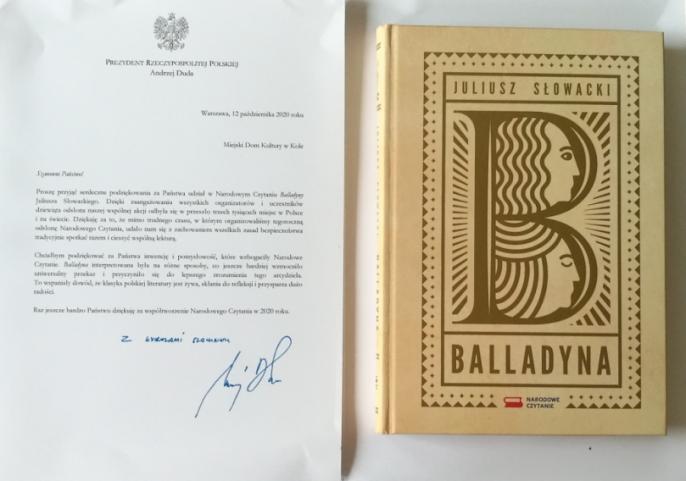 PREZYDENT RZECZYPOSPOLITEJ POLSKIEJ
Andrzej Duda
Warszawa, 12 października 2020 roku
Miejski Dom Kultury w Kole
Szanowni Państwo!
Proszę przyjąć serdeczne podziękowania za Państwa udział w Narodowym Czytaniu Balladyny
Juliusza Słowackiego. Dzięki zaangażowaniu wszystkich organizatorów i uczestników
dziewiąta odsłona naszej wspólnej akcji odbyła się w przeszło trzech tysiącach miejsc w Polsce
i na świecie. Dziękuję za to, że mimo trudnego czasu, w którym organizowaliśmy tegoroczną
odsłonę Narodowego Czytania, udało nam się z zachowaniem wszelkich zasad bezpieczeństwa
tradycyjnie spotkać razem i cieszyć wspólną lekturą.
Chciałbym podziękować za Państwa inwencję i pomysłowość, które wzbogaciły Narodowe
Czytanie. Balladyna interpretowana była na różne sposoby, co jeszcze bardziej wzmocniło
uniwersalny przekaz i przyczyniło się do lepszego zrozumienia tego arcydzieła.
To wspaniały dowód, że klasyka polskiej literatury jest żywa, skłania do refleksji i przysparza dużo
radości.
Raz jeszcze bardzo Państwu dziękuję za współtworzenie Narodowego Czytania w 2020 roku.
Z wyrazami szacunku
JULIUSZ SŁOWACKI
B
BALLADYNA
NARODOWE
CZYTANIE